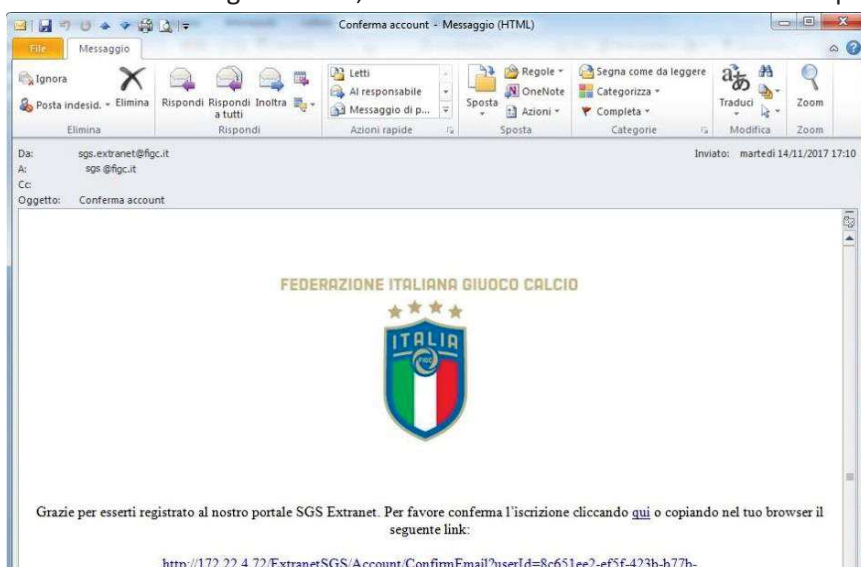 Conferma account - Messaggio (HTML)
File Messaggio
Ignora
Posta indesid.
Elimina
Rispondi
Rispondi
a tutti
Inoltra
Letti
Al responsabile
Messaggio di p...
Sposta
Regole
OneNote
Azioni
Segna come da leggere
Categorizza
Completa
Traduci
Zoom
Elimina Rispondi Azioni rapide Sposta Categorie Modifica Zoom
Da: sgs.extranet@figc.it Inviato: martedì 14/11/2017 17:10
A: sgs @figc.it
Cc:
Oggetto: Conferma account
FEDERAZIONE ITALIANA GIUOCO CALCIO
ITALIA
FIGC
Grazie per esserti registrato al nostro portale SGS Extranet. Per favore conferma l'iscrizione cliccando qui o copiando nel tuo browser il
seguente link:
http://172.22.4.72/ExtranetSGS/Account/ConfirmEmail?userId=8c651ee2-ef5f-423b-b77b-